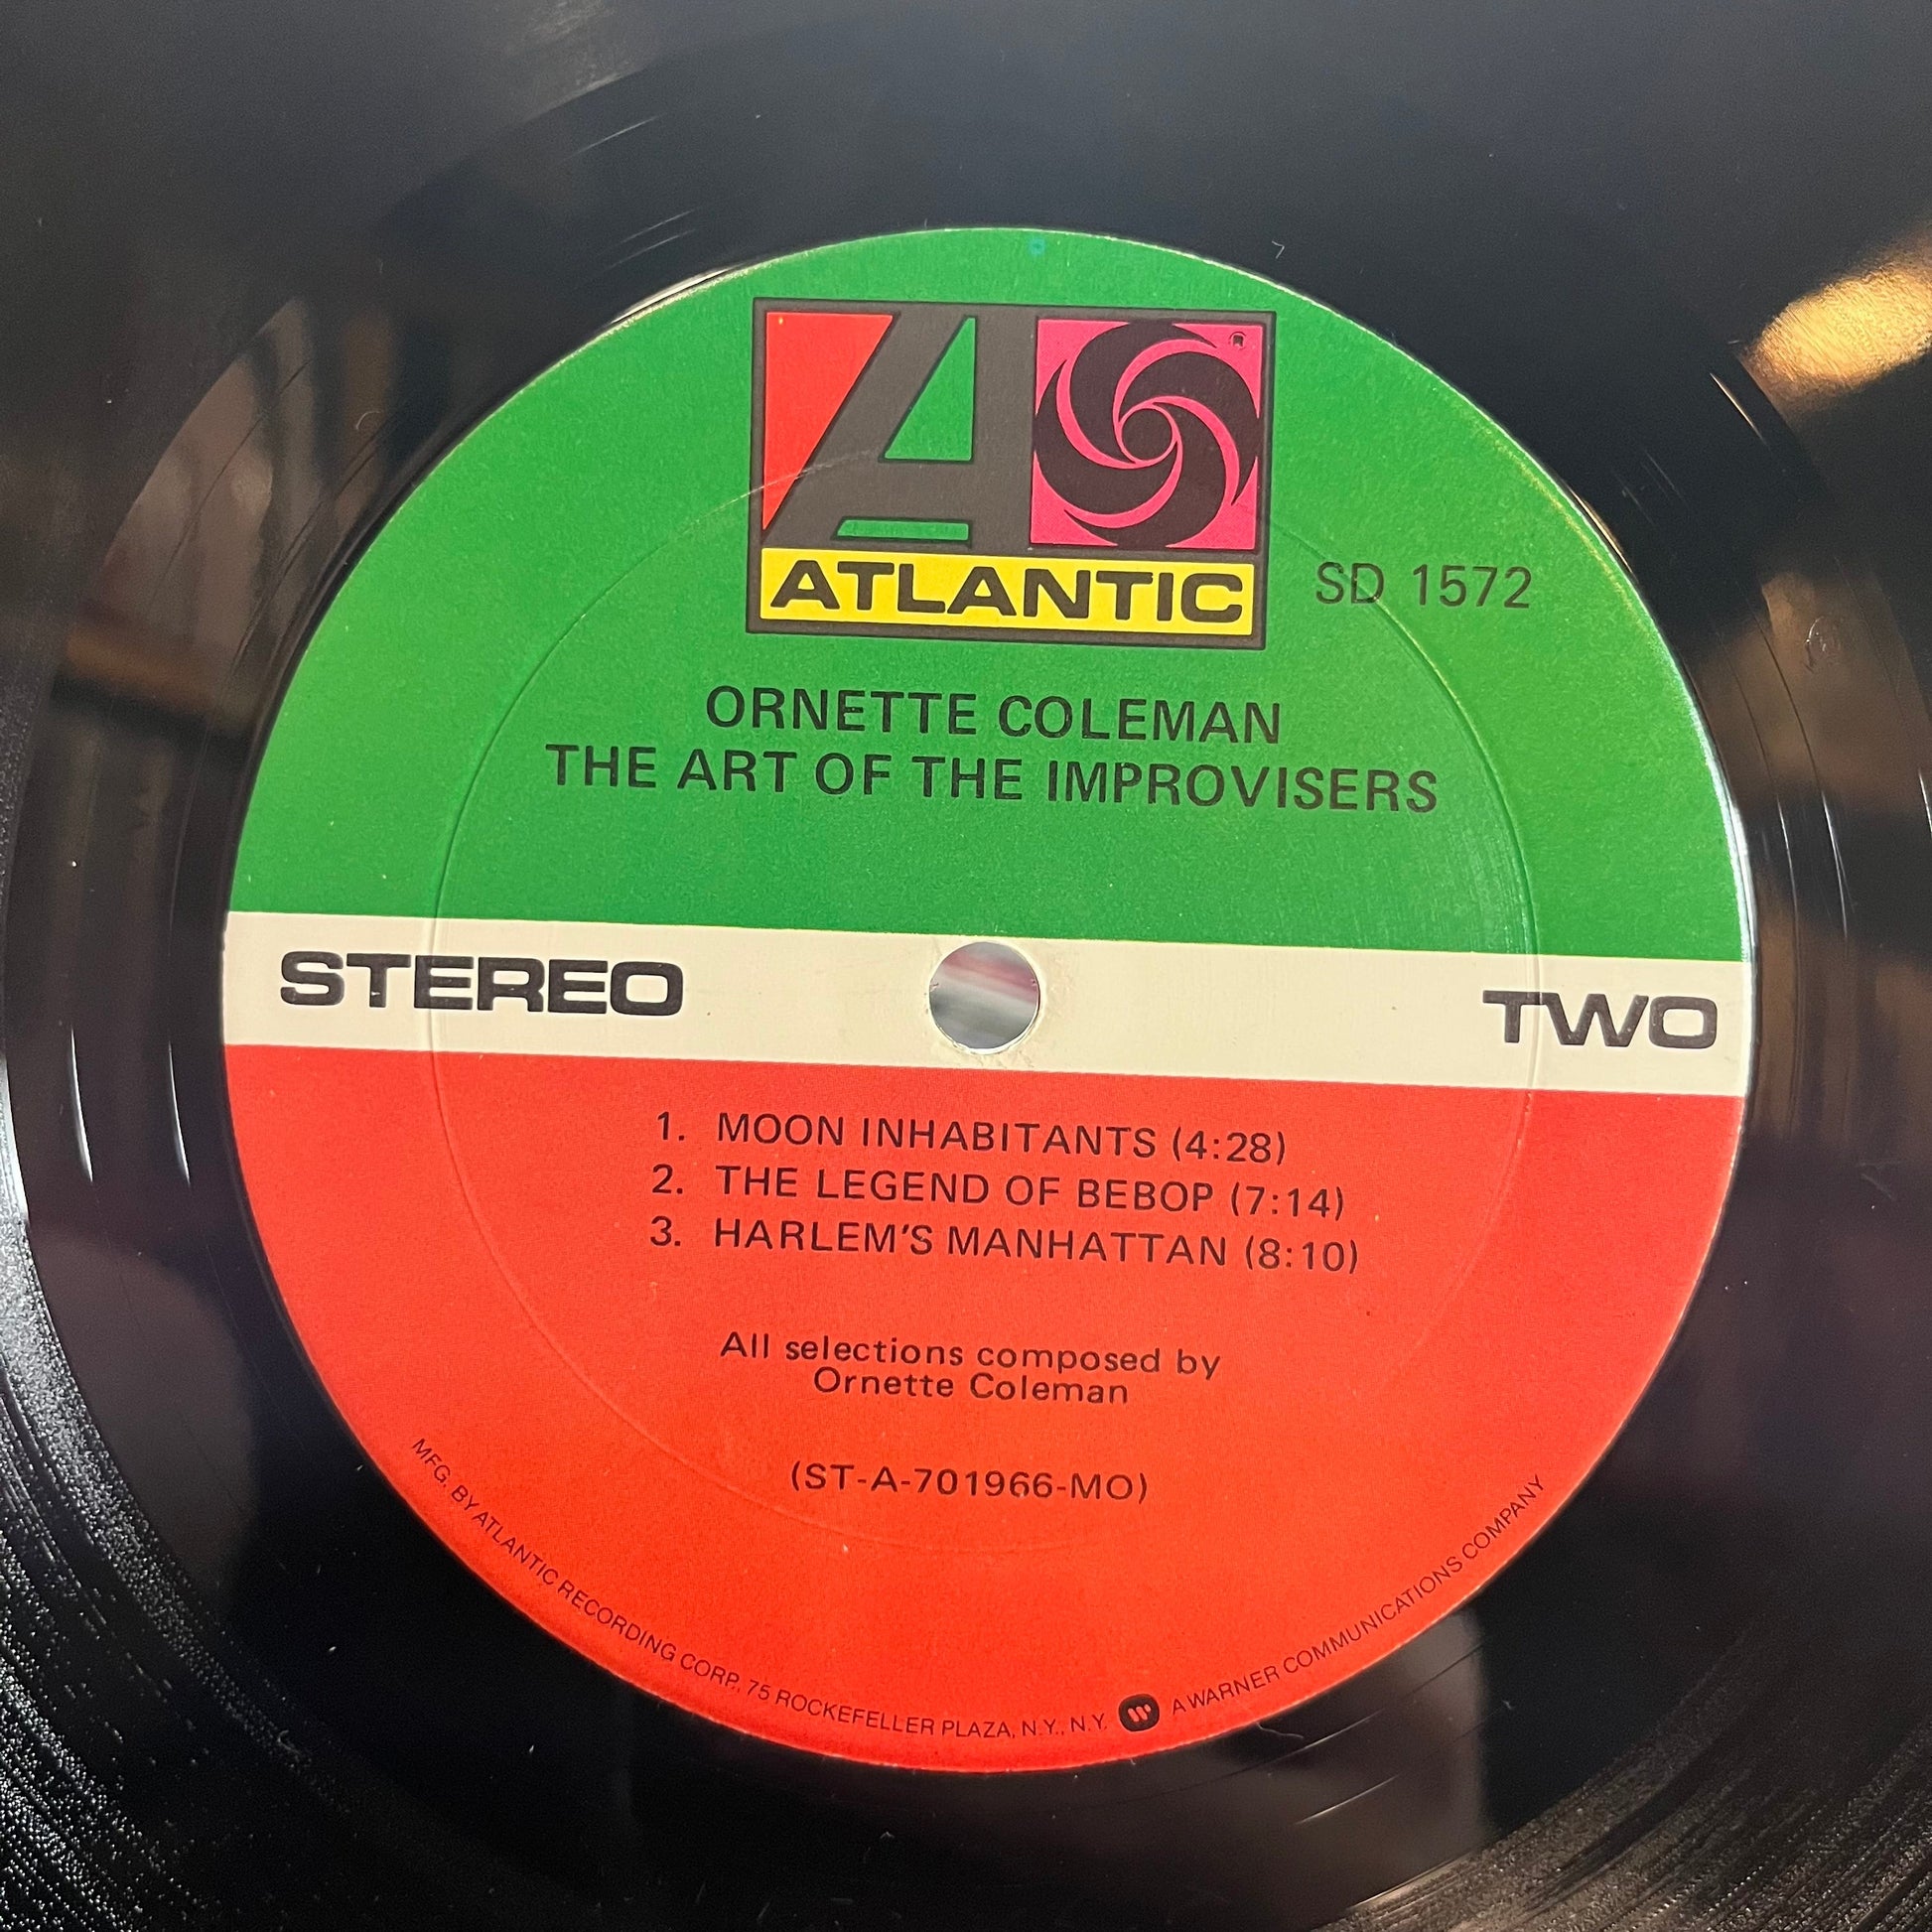 ATLANTIC
SD 1572
ORNETTE COLEMAN
THE ART OF THE IMPROVISERS
STEREO
TWO
1. MOON INHABITANTS (4:28)
2. THE LEGEND OF BEBOP (7:14)
3. HARLEM'S MANHATTAN (8:10)
All selections composed by
Ornette Coleman
(ST-A-701966-MO)
MFG. BY ATLANTIC RECORDING CORP., 75 ROCKEFELLER PLAZA, N.Y., N.Y. A WARNER COMMUNICATIONS COMPANY